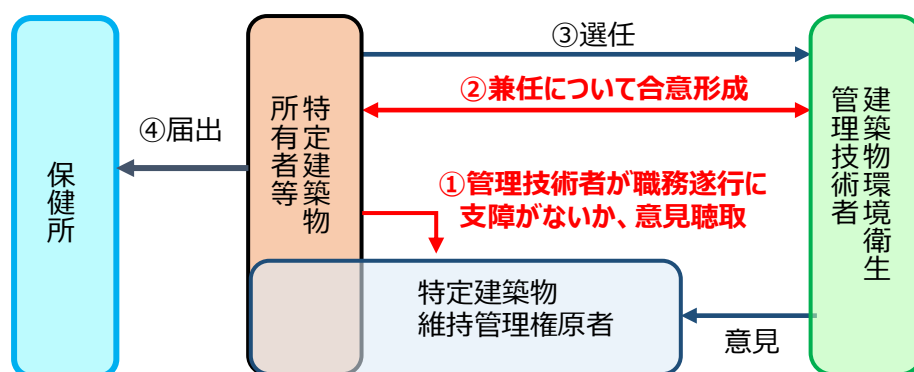 保健所
④届出
特定建築物
所有者等
③選任
②兼任について合意形成
①管理技術者が職務遂行に
支障がないか、意見聴取
特定建築物
維持管理権原者
意見
建築物環境衛生
管理技術者